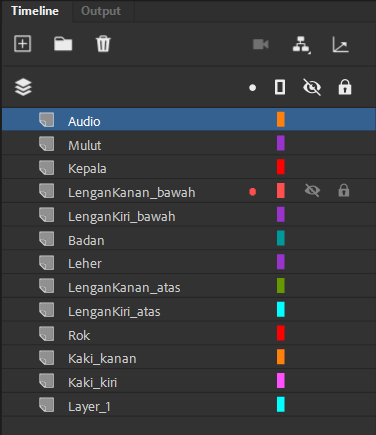 Timeline Output
Audio
Mulut
Kepala
LenganKanan_bawah
LenganKiri_bawah
Badan
Leher
LenganKanan_atas
LenganKiri_atas
Rok
Kaki_kanan
Kaki_kiri
Layer_1